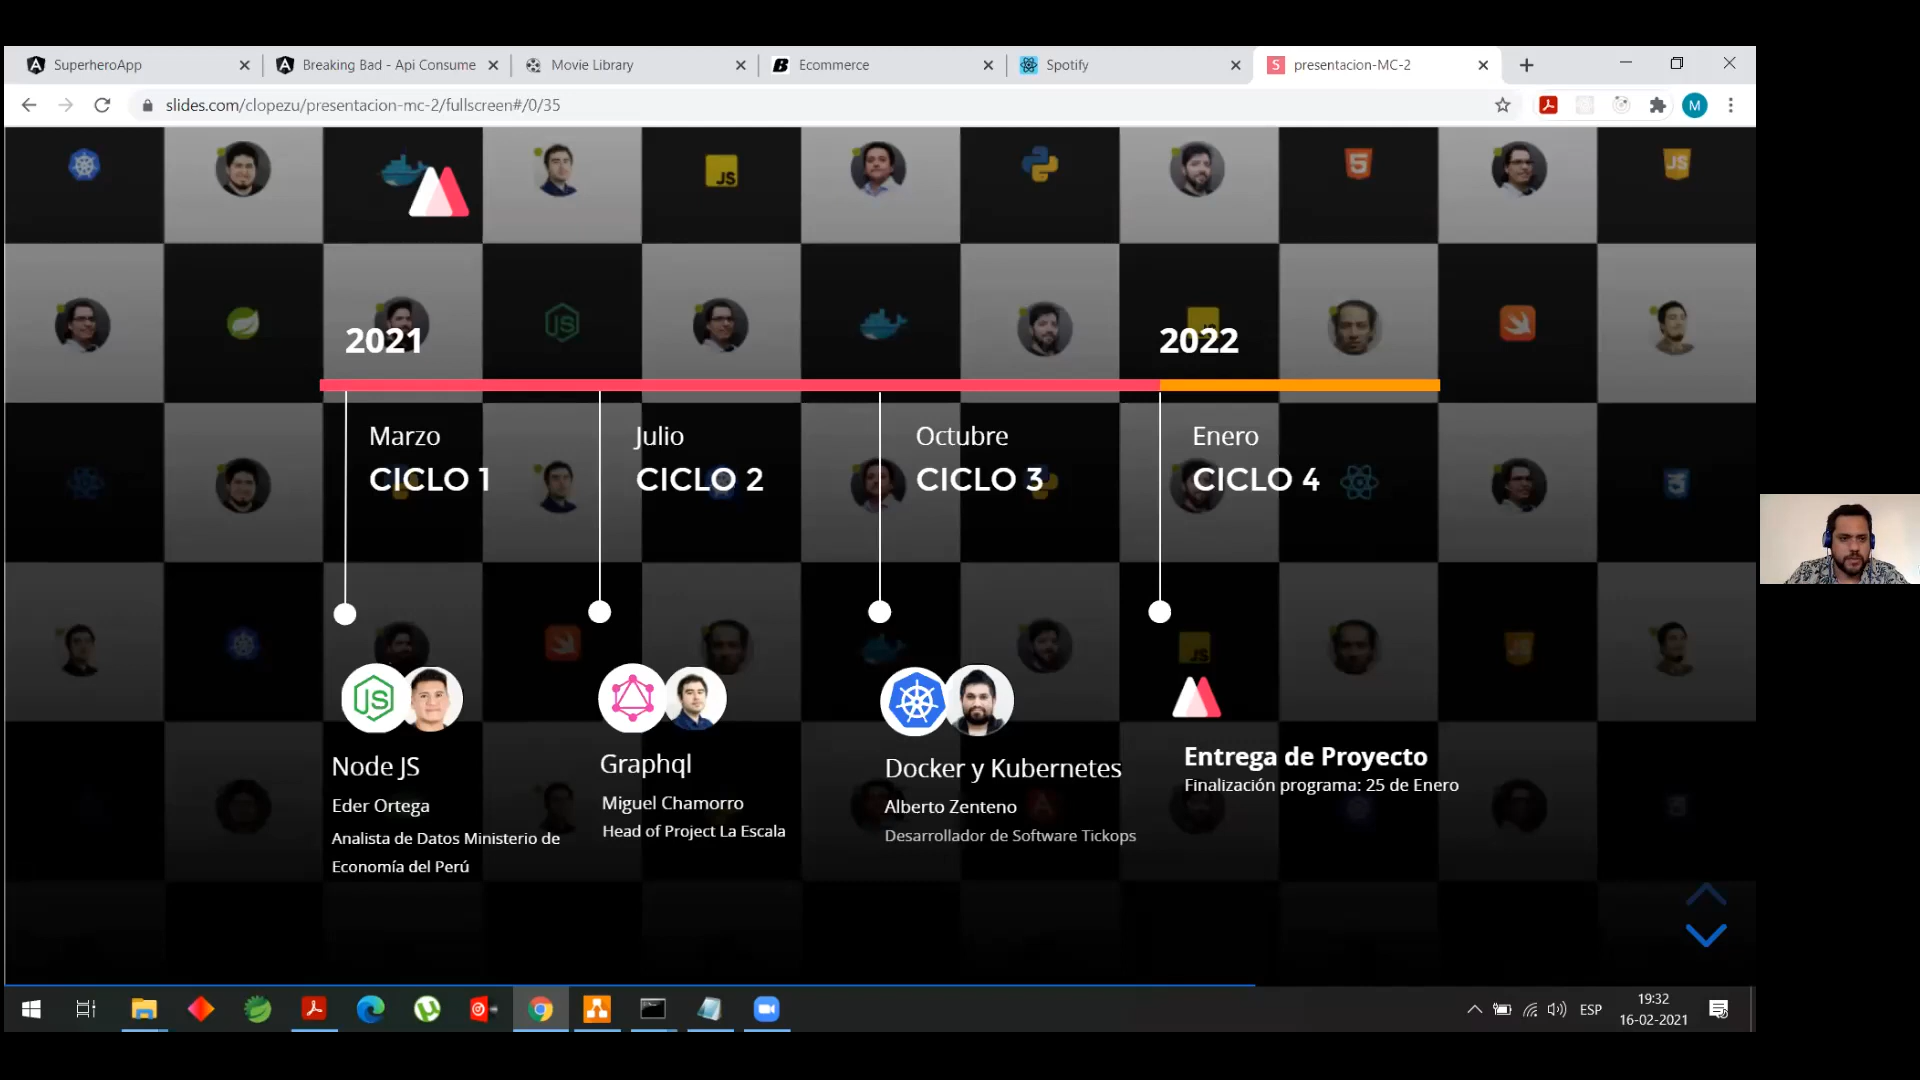 SuperheroApp
Breaking Bad - Api Consume
Movie Library
Ecommerce
Spotify
presentacion-MC-2
slides.com/clopezu/presentacion-mc-2/fullscreen#/0/35
M
2021
2022
Marzo
CICLO 1
Julio
CICLO 2
Octubre
CICLO 3
Enero
CICLO 4
Node JS
Eder Ortega
Analista de Datos Ministerio de
Economía del Perú
Graphql
Miguel Chamorro
Head of Project La Escala
Docker y Kubernetes
Alberto Zenteno
Desarrollador de Software Tickops
Entrega de Proyecto
Finalización programa: 25 de Enero
ESP
19:32
16-02-2021